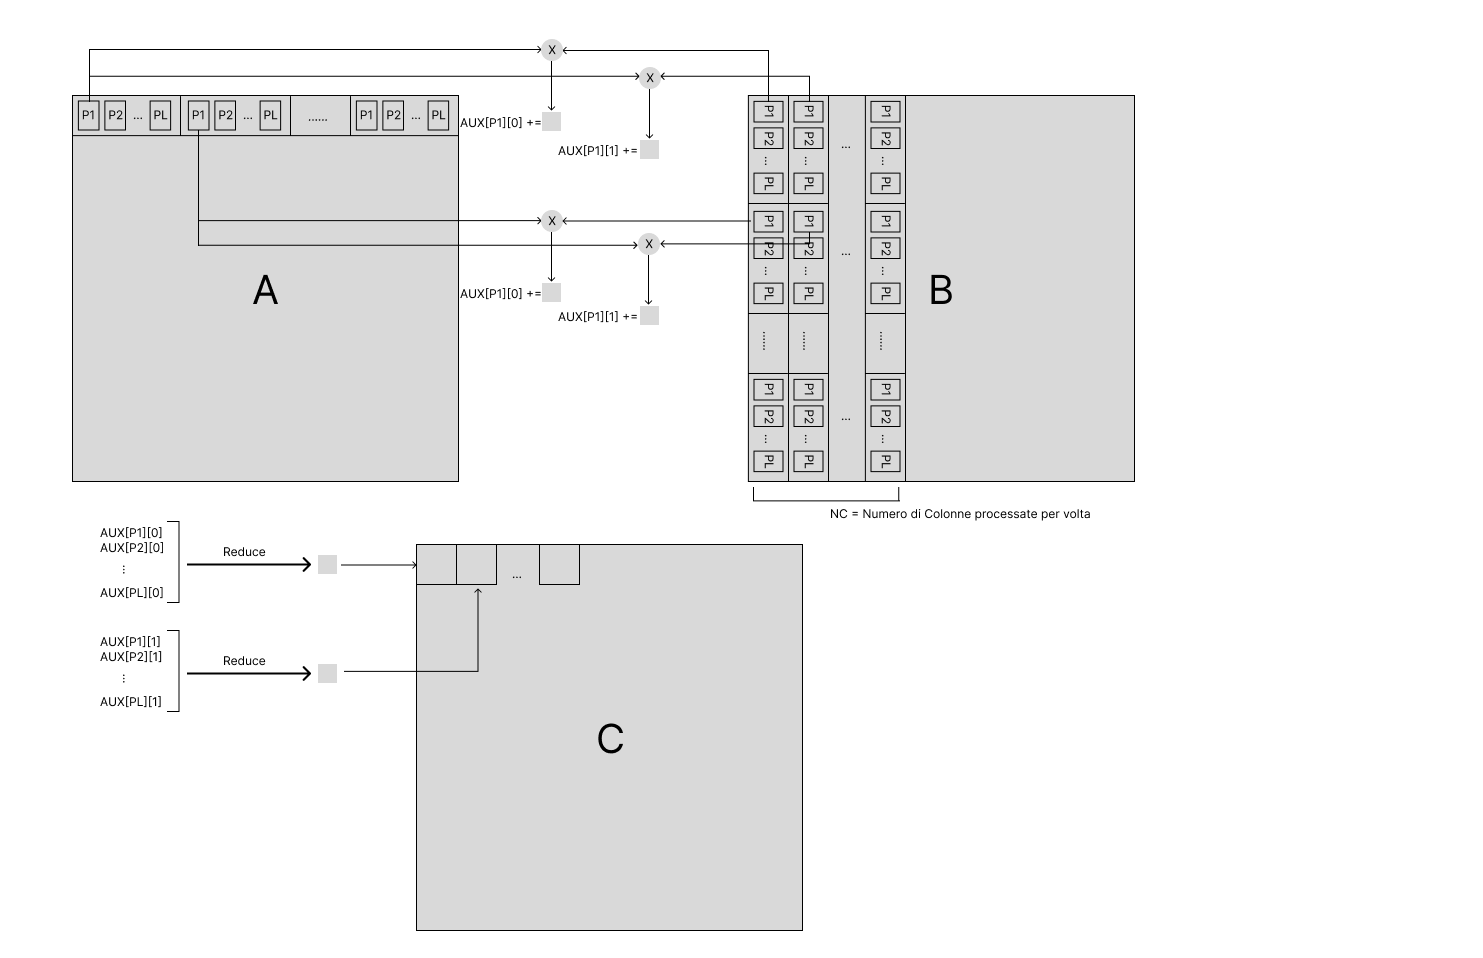 X
X
P1 P2 ... PL P1 P2 ... PL ...... P1 P2 ... PL
AUX[P1][0] +=
AUX[P1][1] +=
X
X
AUX[P1][0] +=
AUX[P1][1] +=
A
P1 P1 P1
P2 P2 ... P2
... ... ...
PL PL PL
P1 P1 P1
P2 P2 ... P2
... ... ...
PL PL PL
B
...... ...... ......
P1 P1 P1
P2 P2 ... P2
... ... ...
PL PL PL
NC = Numero di Colonne processate per volta
AUX[P1][0]
AUX[P2][0]
...
AUX[PL][0]
Reduce
...
AUX[P1][1]
AUX[P2][1]
...
AUX[PL][1]
Reduce
C